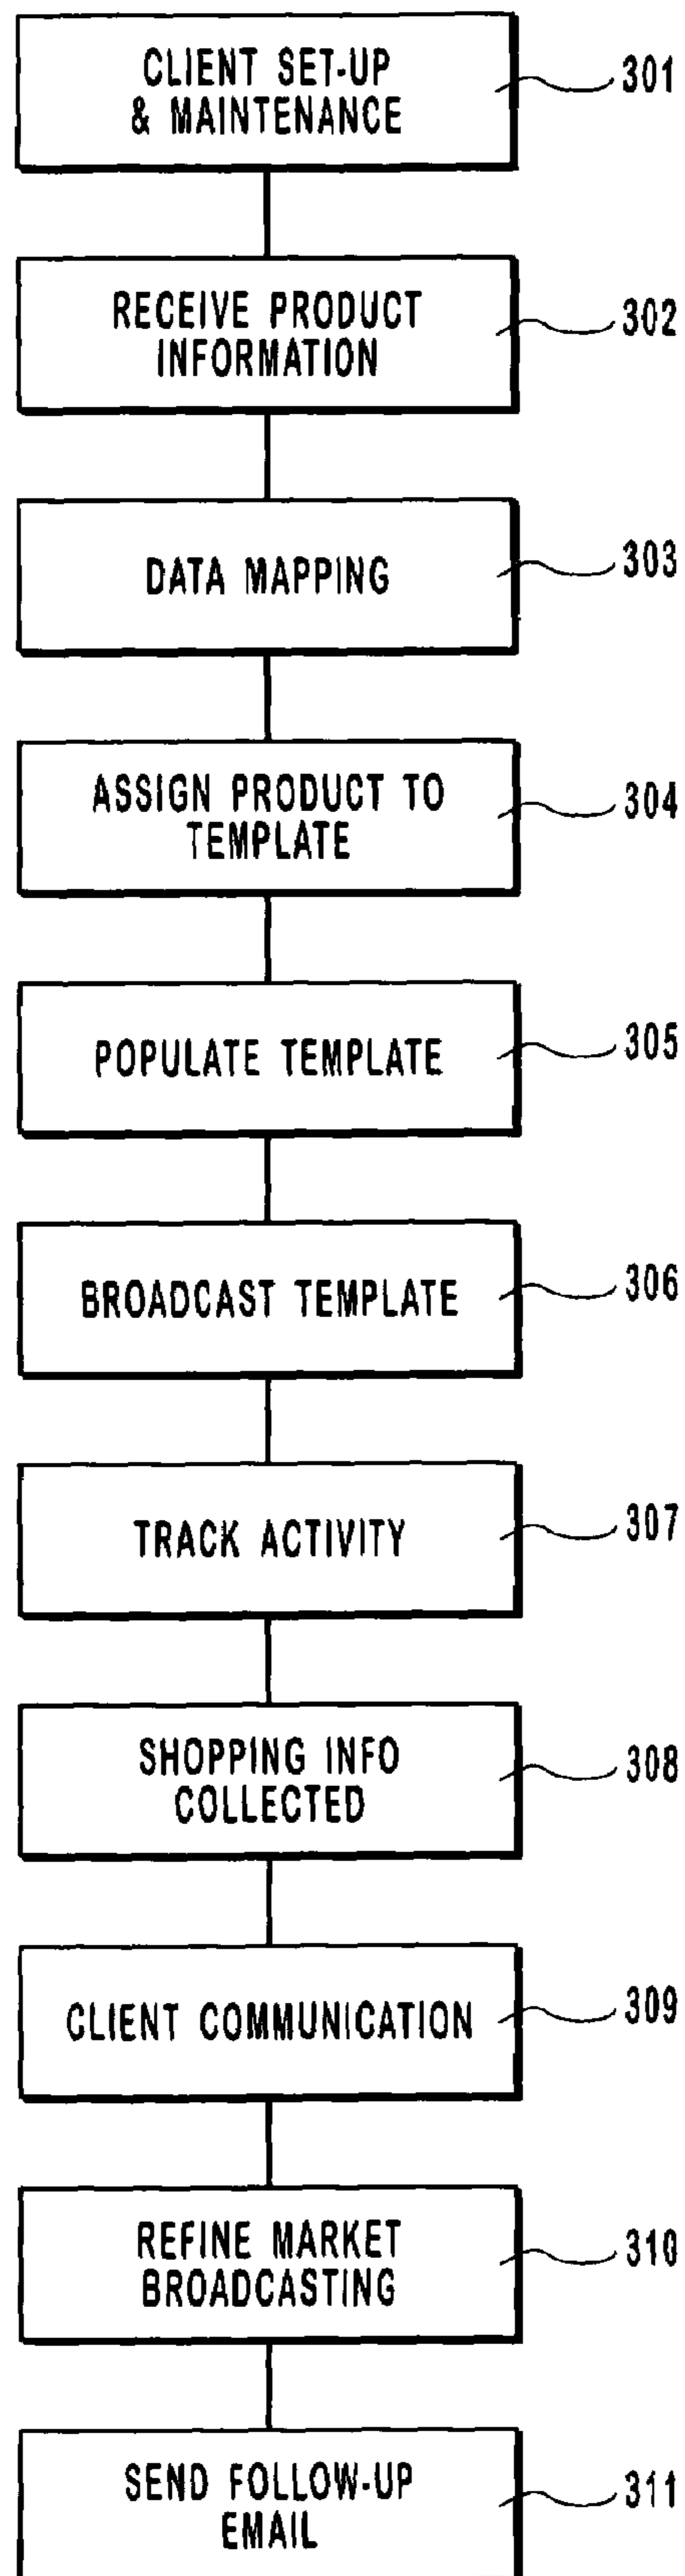 CLIENT SET-UP
& MAINTENANCE
301
RECEIVE PRODUCT
INFORMATION
302
DATA MAPPING
303
ASSIGN PRODUCT TO
TEMPLATE
304
POPULATE TEMPLATE
305
BROADCAST TEMPLATE
306
TRACK ACTIVITY
307
SHOPPING INFO
COLLECTED
308
CLIENT COMMUNICATION
309
REFINE MARKET
BROADCASTING
310
SEND FOLLOW-UP
EMAIL
311